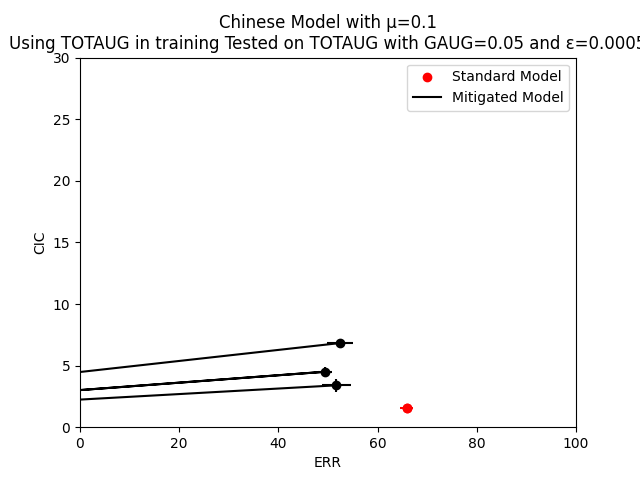 Chinese Model with μ=0.1
Using TOTAUG in training Tested on TOTAUG with GAUG=0.05 and ε=0.0005
Standard Model
Mitigated Model
30
25
20
15
10
5
0
CIC
0 20 40 60 80 100
ERR